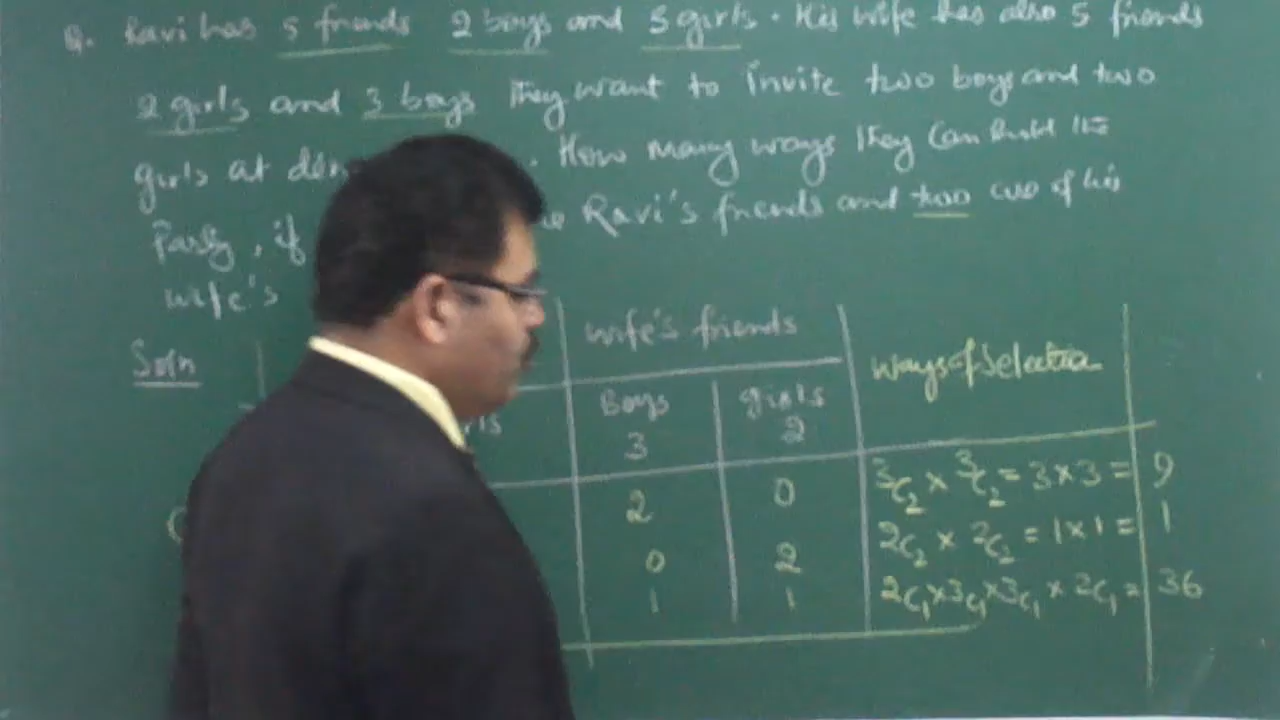 Q. Ravi has 5 friends 2 boys and 3 girls. His wife has also 5 friends
2 girls and 3 boys They want to invite two boys and two
girls at din . How many ways they can hold the
Party, if Ravi's friends and two of his
wife's
Soln
wife's friends
ways of Selection
Boys girls
3 2
2 0 3C2 × 3C2 = 3×3 = 9
0 2 2C2 × 2C2 = 1×1 = 1
1 1 2C1×3C1×3C1×2C1 = 36